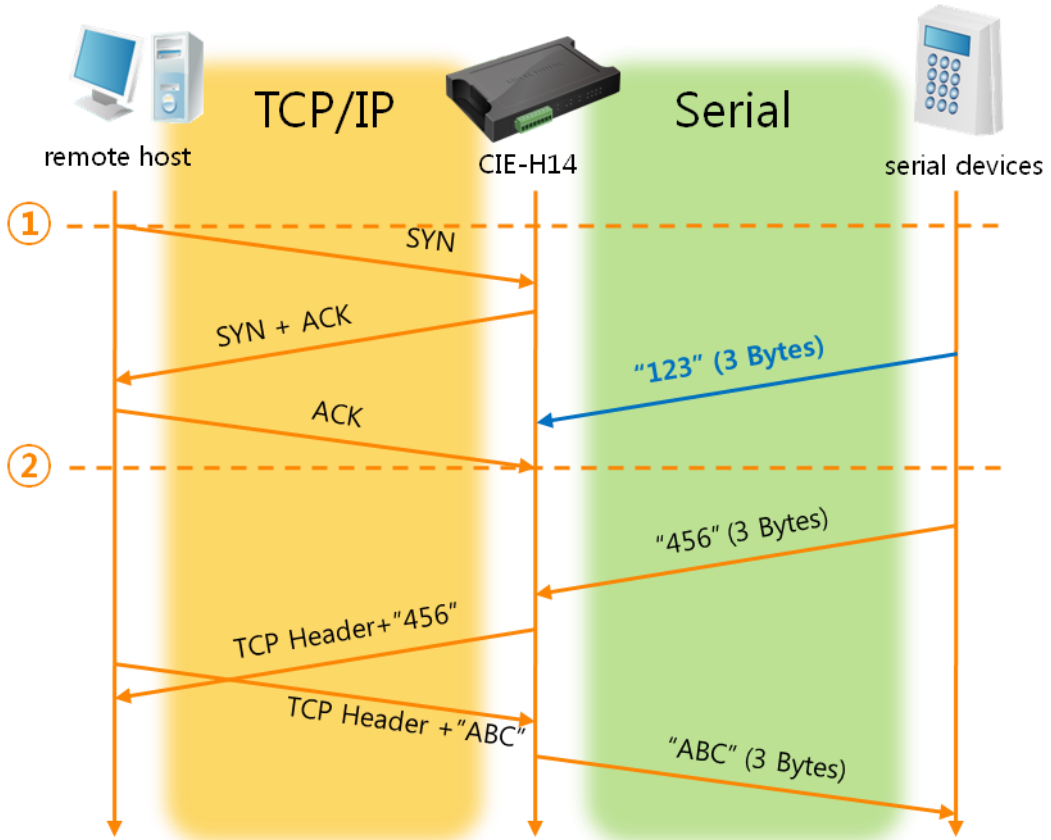 TCP/IP
Serial
remote host
CIE-H14
serial devices
①
SYN
SYN + ACK
“123” (3 Bytes)
ACK
②
“456” (3 Bytes)
TCP Header+“456”
TCP Header +“ABC”
“ABC” (3 Bytes)